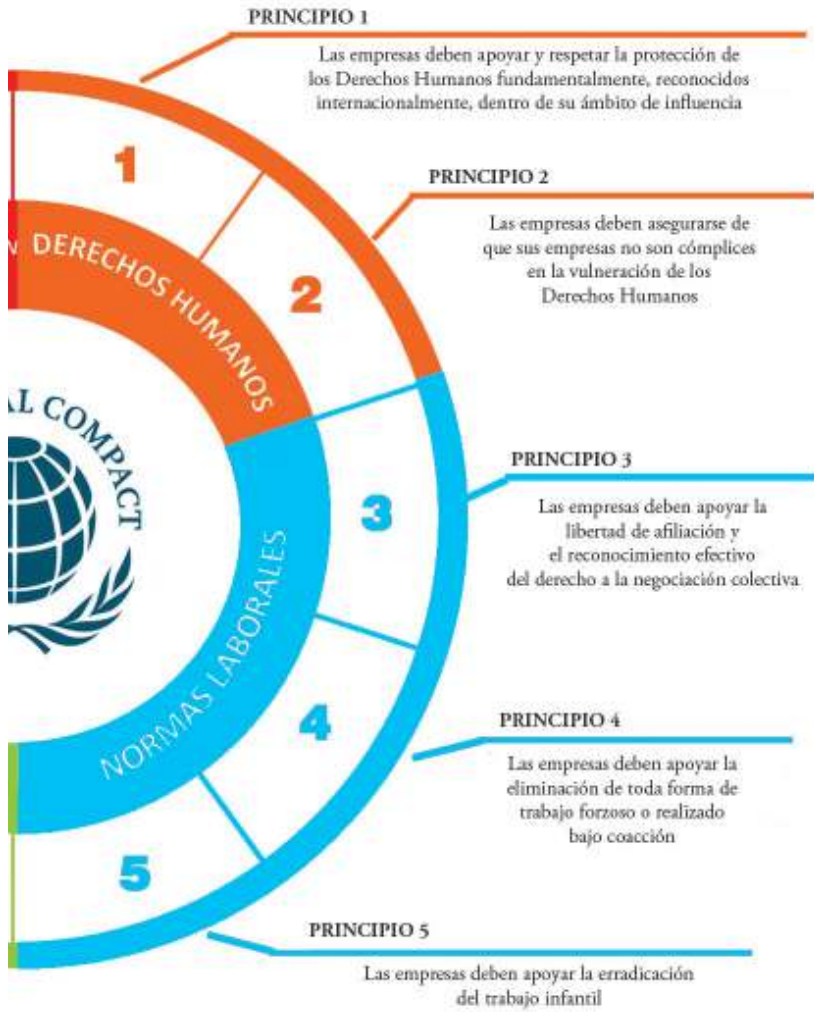 PRINCIPIO 1
Las empresas deben apoyar y respetar la protección de
los Derechos Humanos fundamentalmente, reconocidos
internacionalmente, dentro de su ámbito de influencia
1
PRINCIPIO 2
Las empresas deben asegurarse de
que sus empresas no son cómplices
en la vulneración de los
Derechos Humanos
2
N
DERECHOS HUMANOS
AL COMPACT
PRINCIPIO 3
Las empresas deben apoyar la
libertad de afiliación y
el reconocimiento efectivo
del derecho a la negociación colectiva
3
NORMAS LABORALES
4
PRINCIPIO 4
Las empresas deben apoyar la
eliminación de toda forma de
trabajo forzoso o realizado
bajo coacción
5
PRINCIPIO 5
Las empresas deben apoyar la erradicación
del trabajo infantil